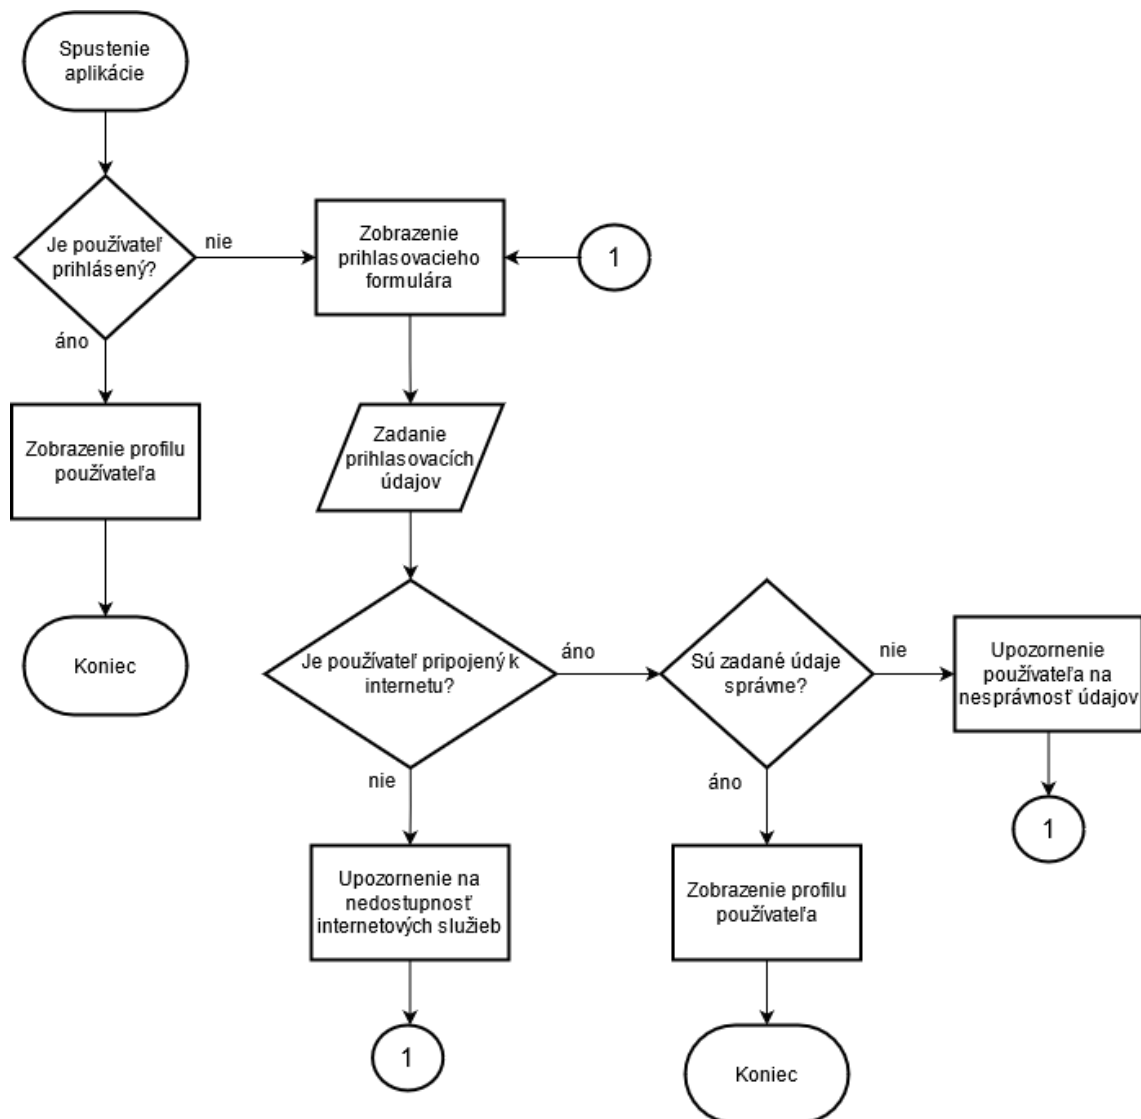 Spustenie
aplikácie
Je používateľ
prihlásený?
nie
Zobrazenie
prihlasovacieho
formulára
1
áno
Zobrazenie profilu
používateľa
Zadanie
prihlasovacích
údajov
Koniec
Je používateľ pripojený k
internetu?
áno
Sú zadané údaje
správne?
nie
Upozornenie
používateľa na
nesprávnosť údajov
nie
áno
1
Upozornenie na
nedostupnosť
internetových služieb
Zobrazenie profilu
používateľa
1
Koniec